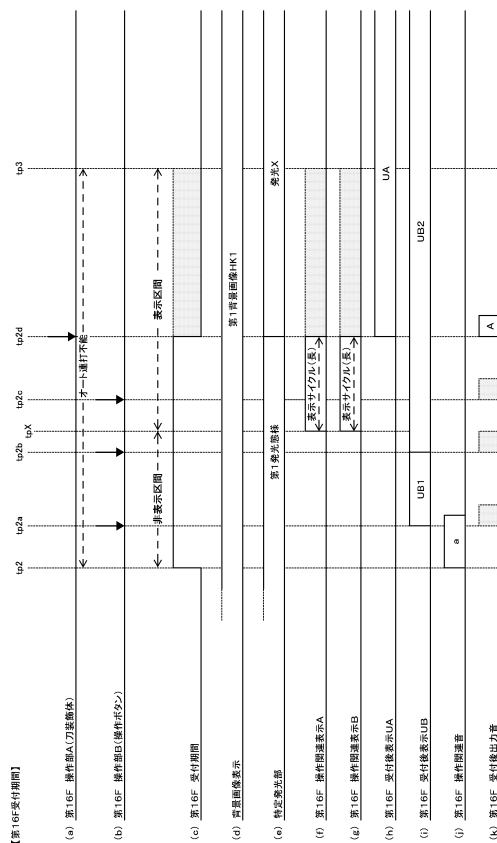 【第16F受付期間】
tp2
tp2a
tp2b
tpX
tp2c
tp2d
tp3
(a) 第16F 操作部A(刀装飾体)
オート連打不能
(b) 第16F 操作部B(操作ボタン)
非表示区間
表示区間
(c) 第16F 受付期間
(d) 背景画像表示
第1背景画像HK1
(e) 特定発光部
第1発光態様
発光X
(f) 第16F 操作関連表示A
表示サイクル(長)
(g) 第16F 操作関連表示B
表示サイクル(長)
(h) 第16F 受付後表示UA
UA
(i) 第16F 受付後表示UB
UB1
UB2
(j) 第16F 操作関連音
a
(k) 第16F 受付後出力音
A